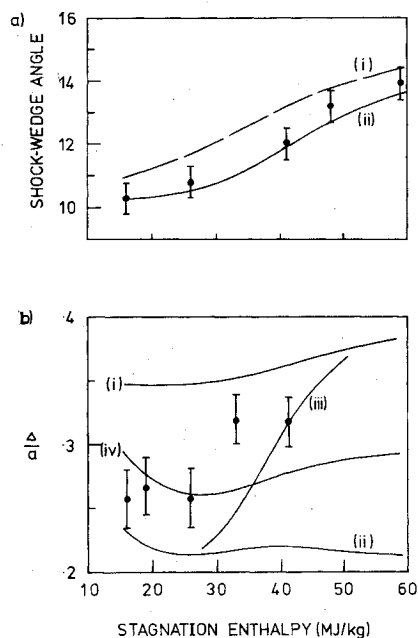 a)
SHOCK-WEDGE ANGLE
16
14
12
10
(i)
(ii)
b)
Δ/a
.4
.3
.2
(i)
(iii)
(iv)
(ii)
10 20 30 40 50 60
STAGNATION ENTHALPY (MJ/kg)